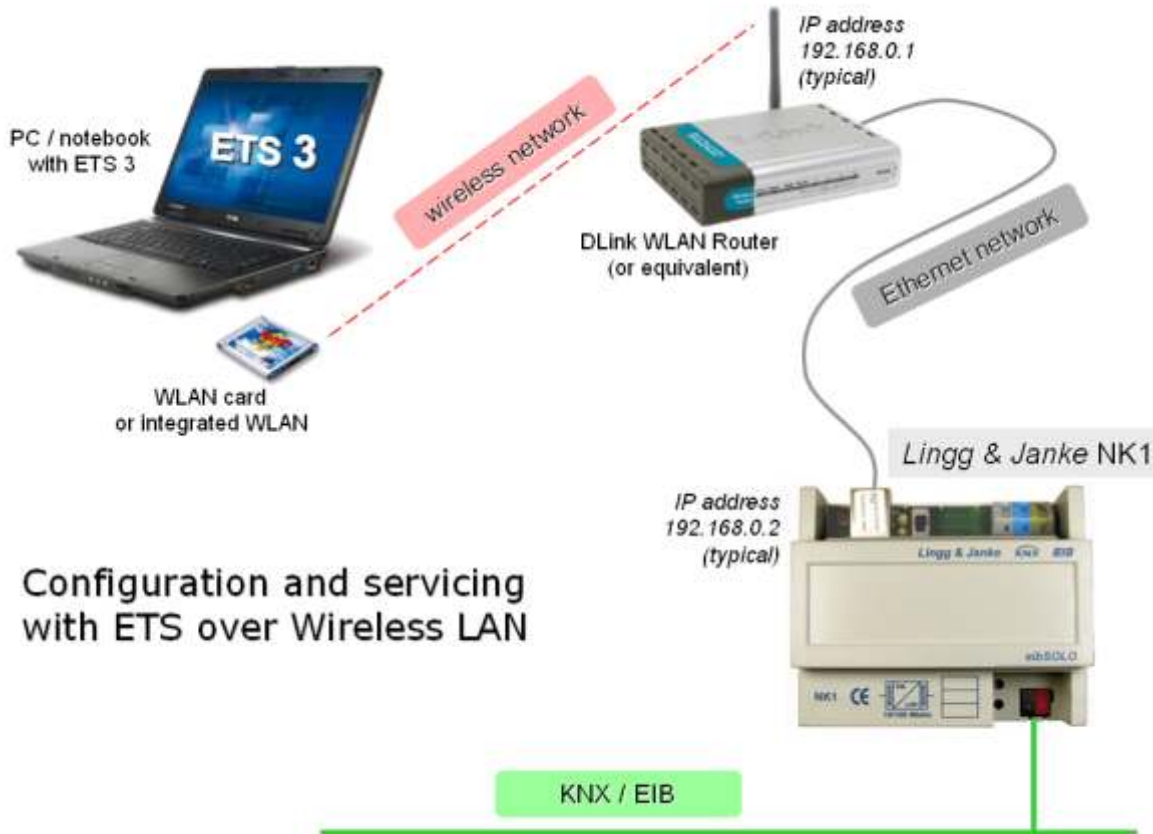 IP address
192.168.0.1
(typical)
PC / notebook
with ETS 3
ETS 3
wireless network
DLink WLAN Router
(or equivalent)
Ethernet network
WLAN card
or integrated WLAN
Lingg & Janke NK1
IP address
192.168.0.2
(typical)
Lingg & Janke KNX EIB
Configuration and servicing
with ETS over Wireless LAN
eibSOLO
NK1 CE
KNX / EIB